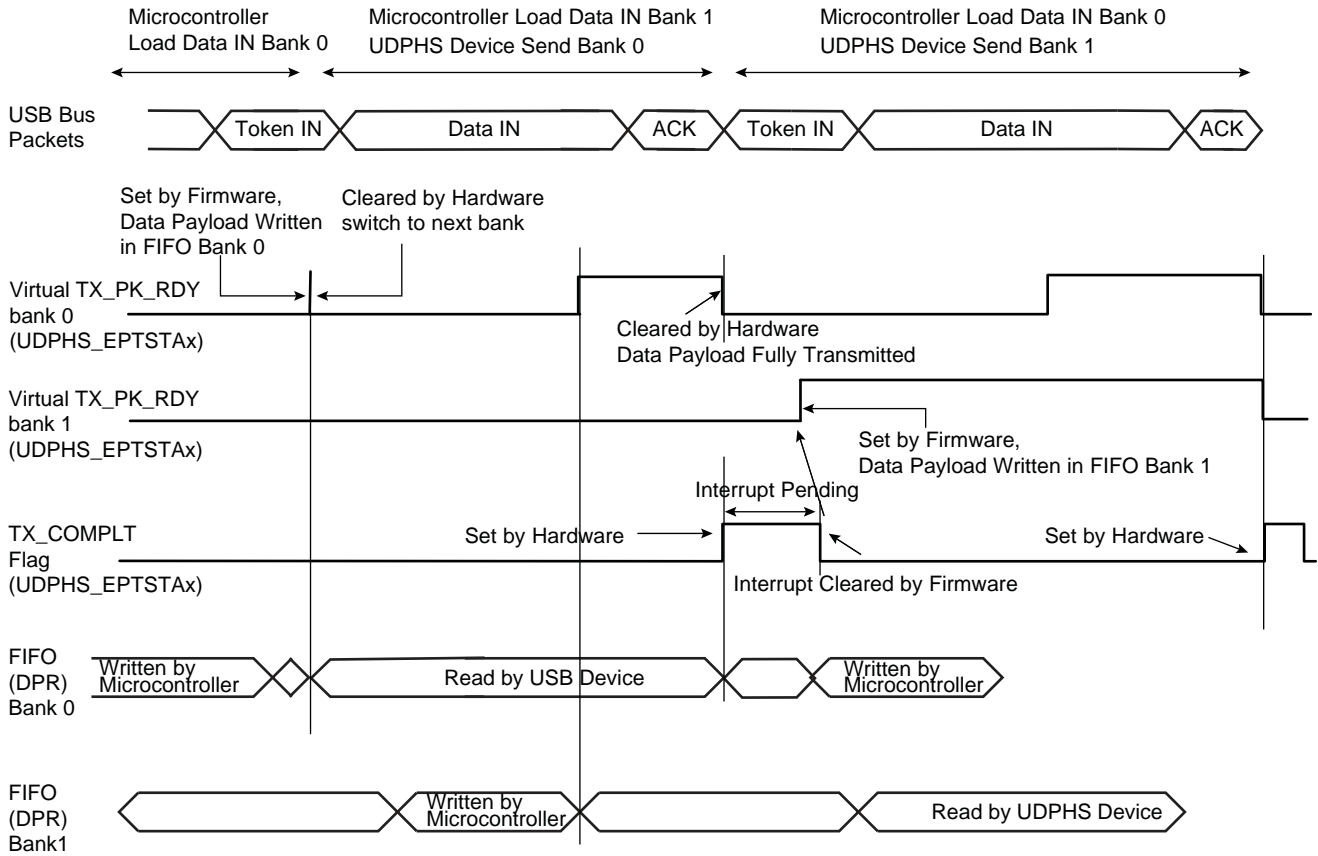 Microcontroller
Load Data IN Bank 0
Microcontroller Load Data IN Bank 1
UDPHS Device Send Bank 0
Microcontroller Load Data IN Bank 0
UDPHS Device Send Bank 1
USB Bus
Packets
Token IN
Data IN
ACK
Token IN
Data IN
ACK
Set by Firmware,
Data Payload Written
in FIFO Bank 0
Cleared by Hardware
switch to next bank
Virtual TX_PK_RDY
bank 0
(UDPHS_EPTSTAx)
Cleared by Hardware
Data Payload Fully Transmitted
Virtual TX_PK_RDY
bank 1
(UDPHS_EPTSTAx)
Set by Firmware,
Data Payload Written in FIFO Bank 1
Interrupt Pending
TX_COMPLT
Flag
(UDPHS_EPTSTAx)
Set by Hardware
Set by Hardware
Interrupt Cleared by Firmware
FIFO
(DPR)
Bank 0
Written by
Microcontroller
Read by USB Device
Written by
Microcontroller
FIFO
(DPR)
Bank1
Written by
Microcontroller
Read by UDPHS Device